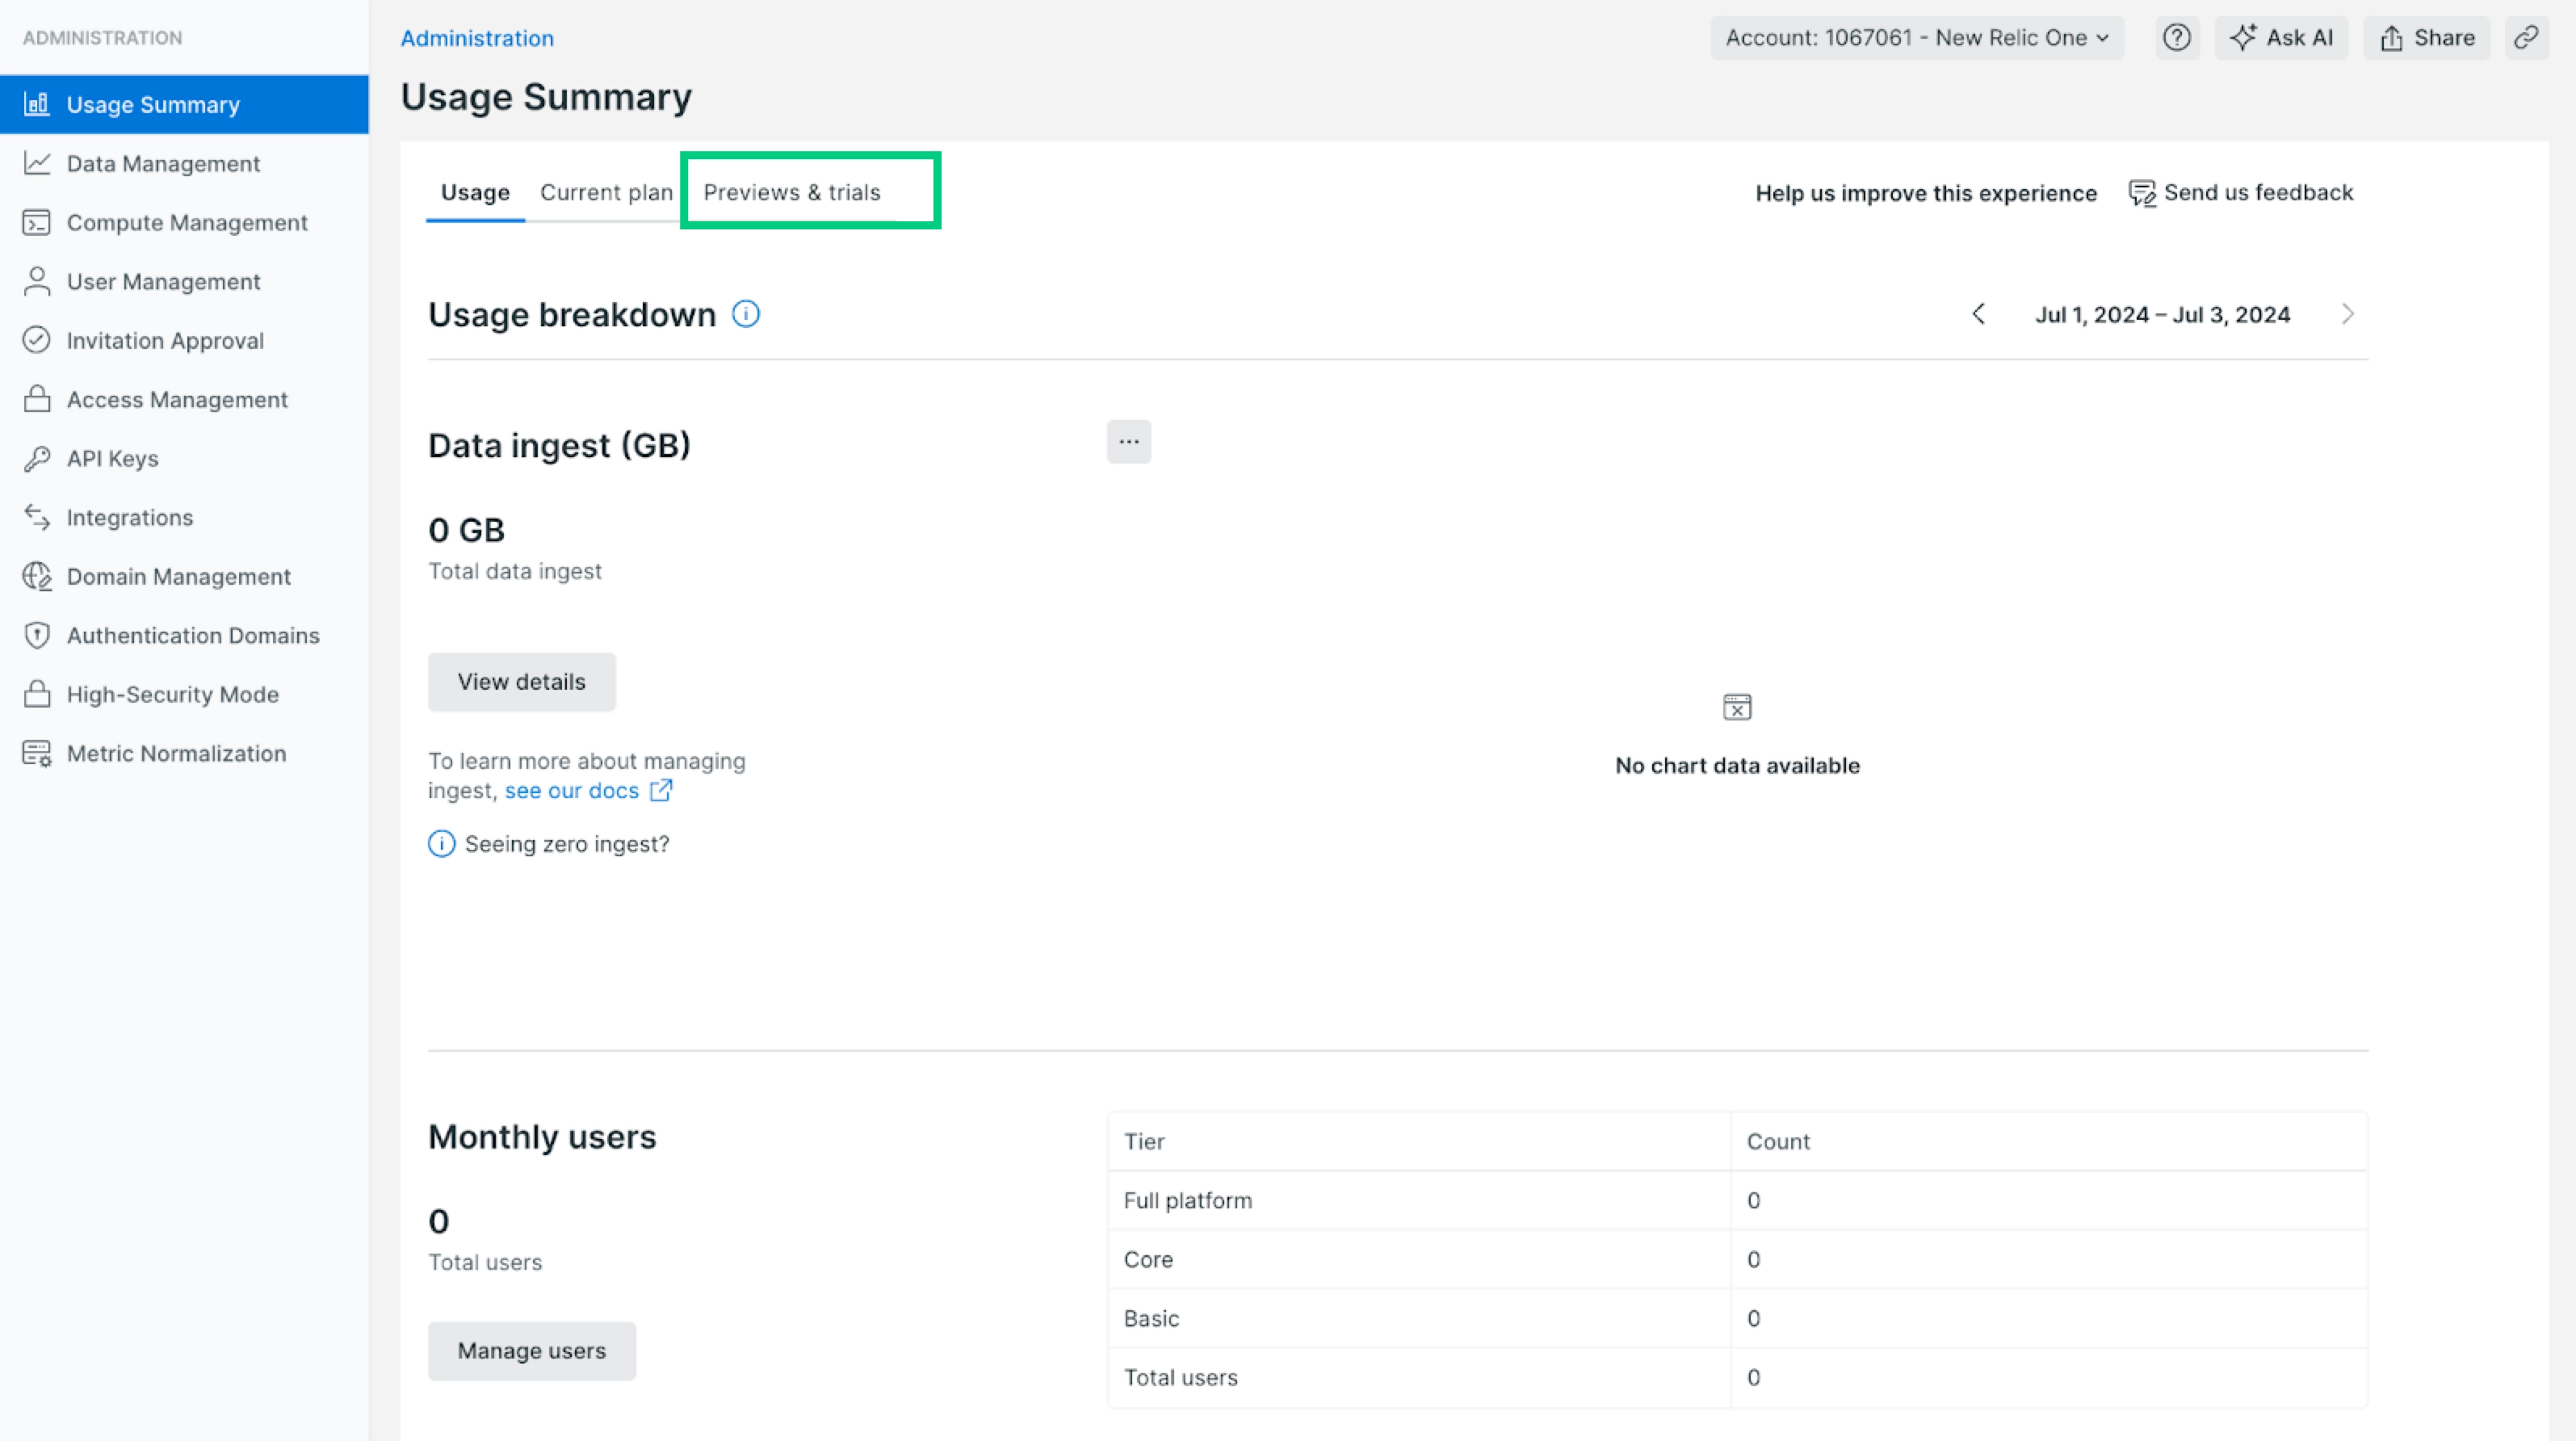 ADMINISTRATION
Usage Summary
Data Management
Compute Management
User Management
Invitation Approval
Access Management
API Keys
Integrations
Domain Management
Authentication Domains
High-Security Mode
Metric Normalization
Administration
Account: 1067061 - New Relic One
Ask AI
Share
Usage Summary
Usage
Current plan
Previews & trials
Help us improve this experience
Send us feedback
Usage breakdown
Jul 1, 2024 – Jul 3, 2024
Data ingest (GB)
0 GB
Total data ingest
View details
To learn more about managing
ingest, see our docs
Seeing zero ingest?
No chart data available
Monthly users
0
Total users
Manage users
Tier Count
Full platform 0
Core 0
Basic 0
Total users 0